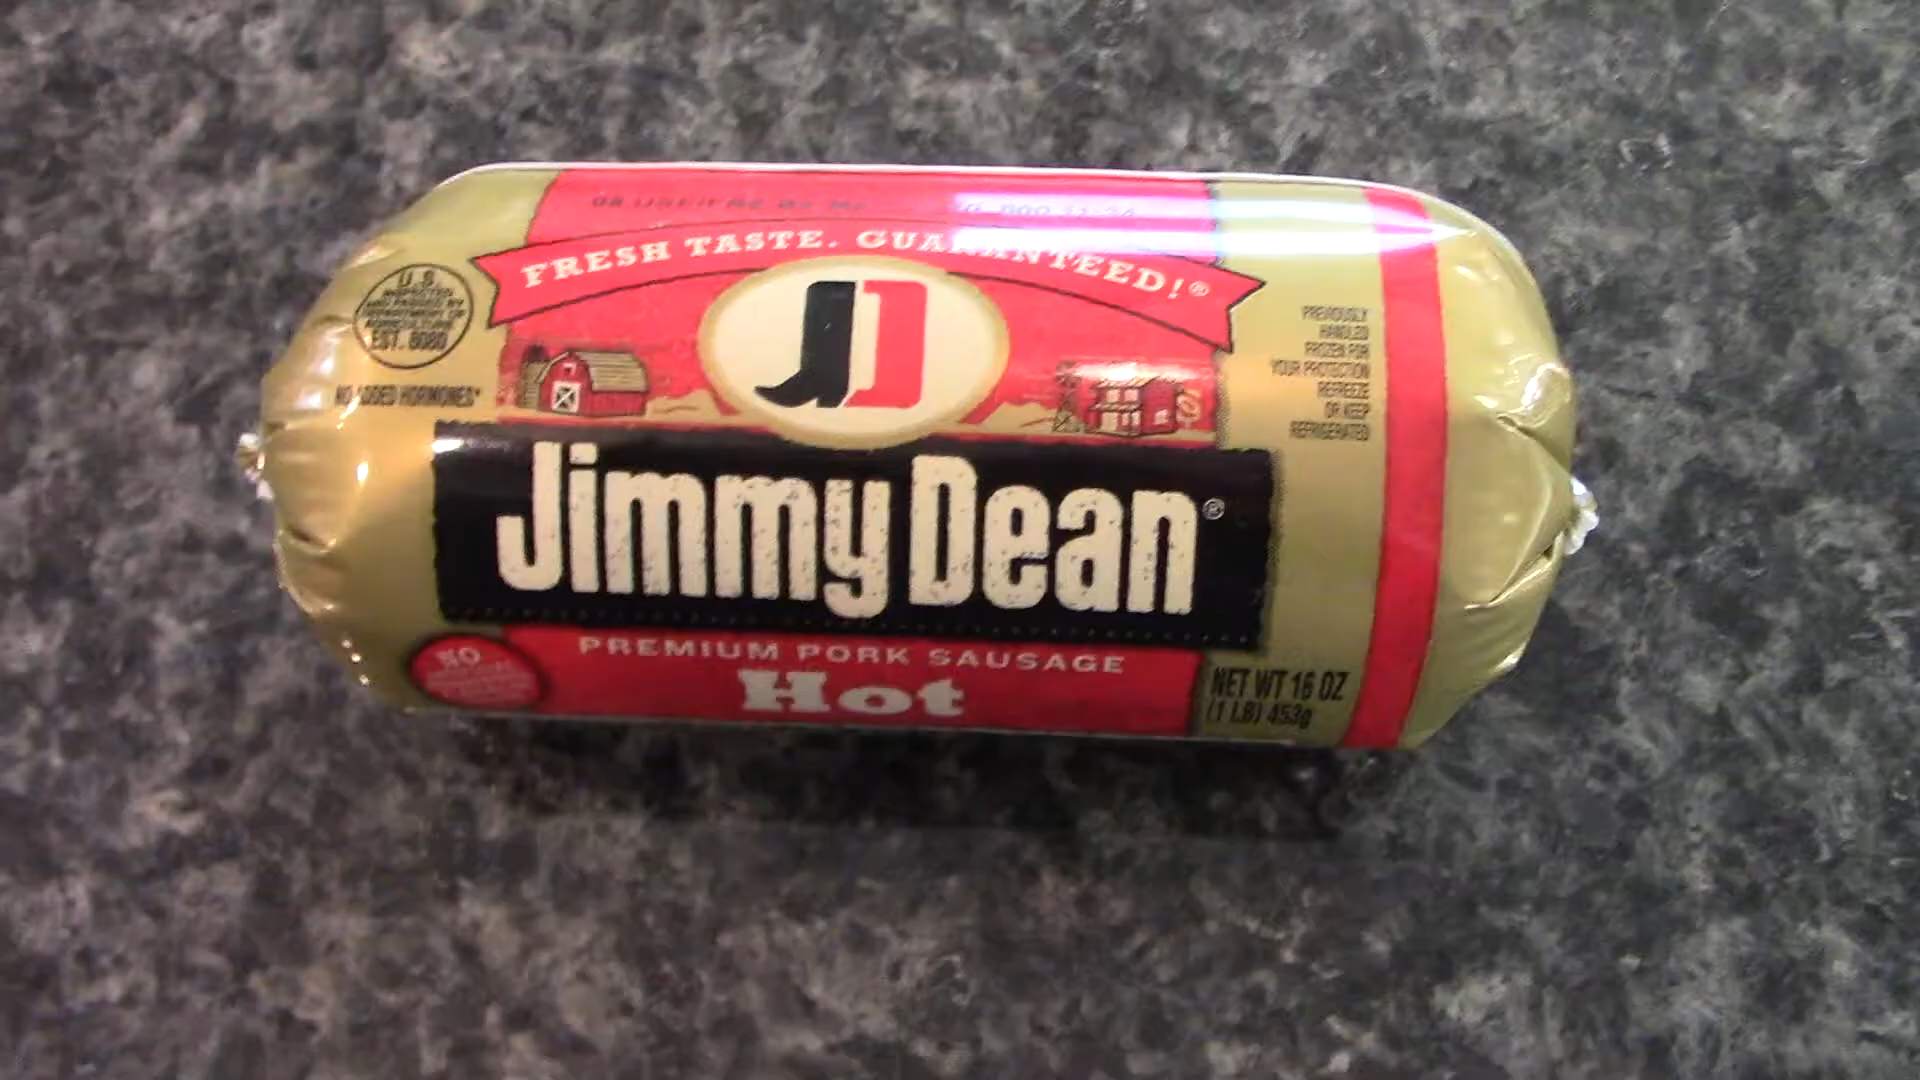 FRESH TASTE. GUARANTEED!®
U.S.
INSPECTED
AND PASSED BY
DEPARTMENT OF
AGRICULTURE
EST. 8080
NO ADDED HORMONES*
PREVIOUSLY
HANDLED
FROZEN FOR
YOUR PROTECTION
REFREEZE
OR KEEP
REFRIGERATED
JD
Jimmy Dean®
PREMIUM PORK SAUSAGE
Hot
NO
NET WT 16 OZ
(1 LB) 453g